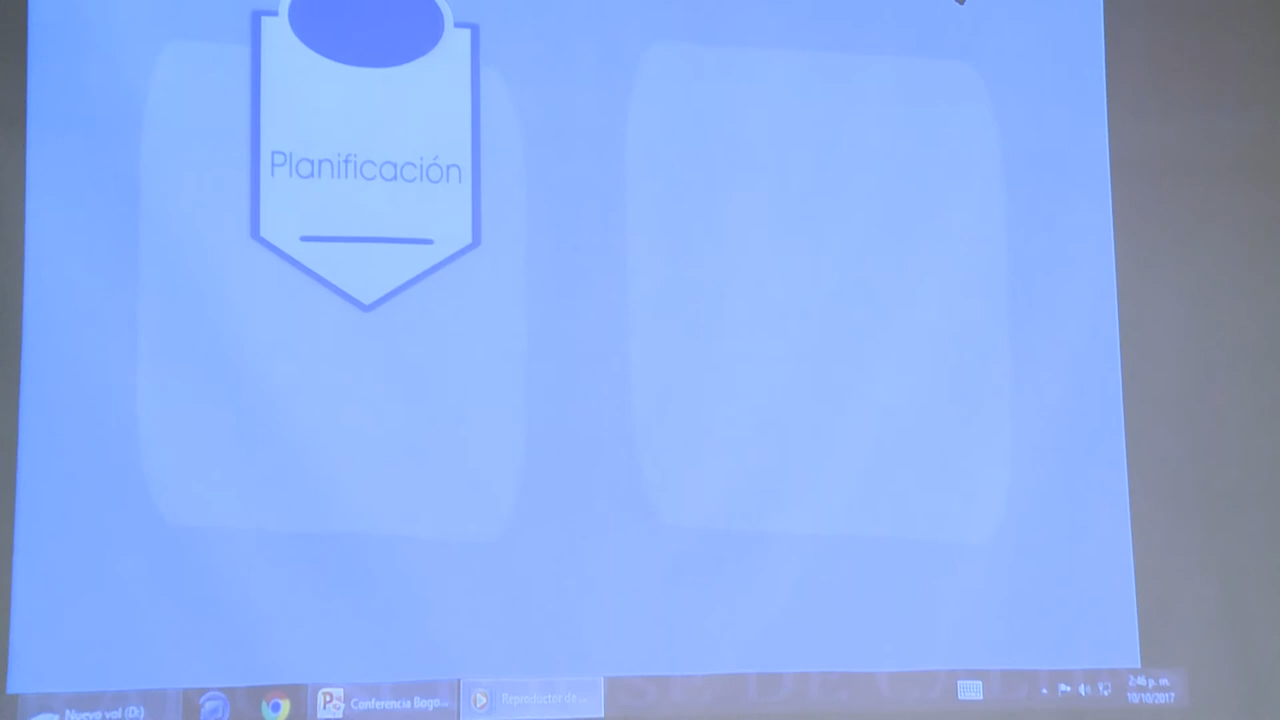 Planificación
Nuevo vol (D:)
Conferencia Bogo...
Reproductor de ...
2:46 p. m.
10/10/2017